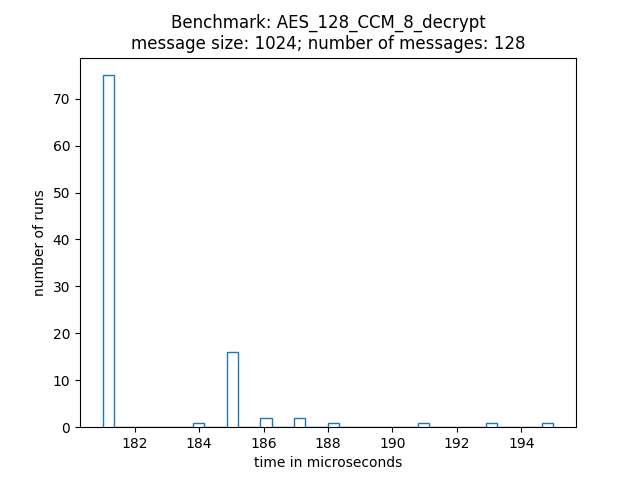 Benchmark: AES_128_CCM_8_decrypt
message size: 1024; number of messages: 128
number of runs
70
60
50
40
30
20
10
0
182 184 186 188 190 192 194
time in microseconds